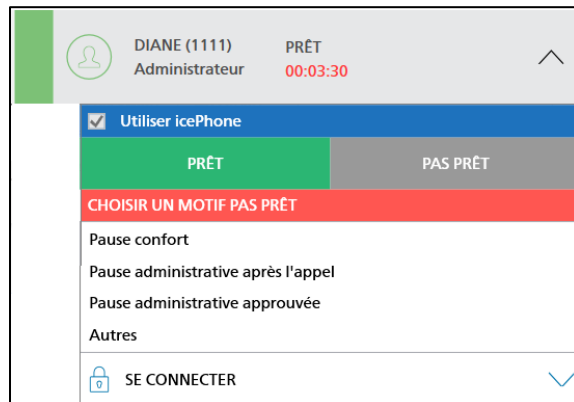 DIANE (1111) PRÊT
Administrateur 00:03:30
Utiliser icePhone
PRÊT PAS PRÊT
CHOISIR UN MOTIF PAS PRÊT
Pause confort
Pause administrative après l'appel
Pause administrative approuvée
Autres
SE CONNECTER